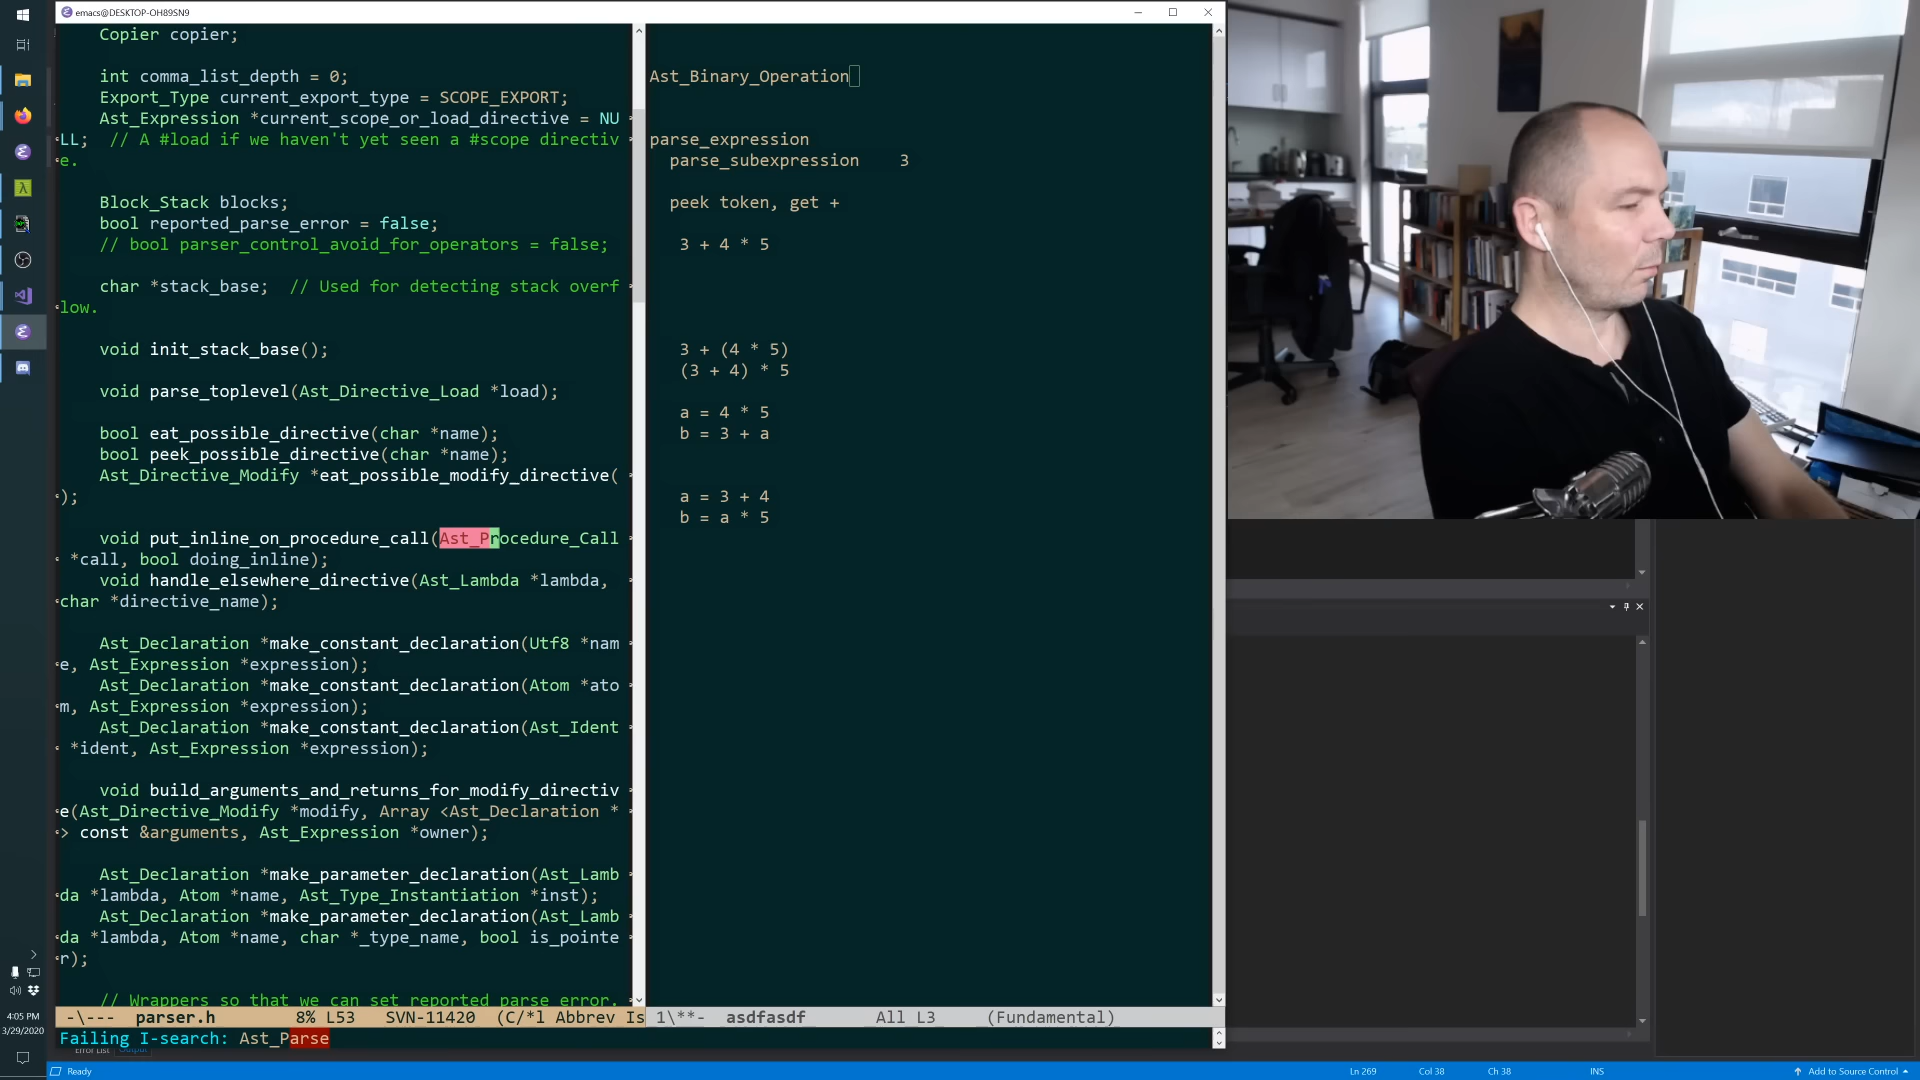 emacs@DESKTOP-OH89SN9
Copier copier;
int comma_list_depth = 0;
Export_Type current_export_type = SCOPE_EXPORT;
Ast_Expression *current_scope_or_load_directive = NU
LL;  // A #load if we haven't yet seen a #scope directiv
e.
Block_Stack blocks;
bool reported_parse_error = false;
// bool parser_control_avoid_for_operators = false;
char *stack_base;  // Used for detecting stack overf
low.
void init_stack_base();
void parse_toplevel(Ast_Directive_Load *load);
bool eat_possible_directive(char *name);
bool peek_possible_directive(char *name);
Ast_Directive_Modify *eat_possible_modify_directive(
);
void put_inline_on_procedure_call(Ast_Procedure_Call
*call, bool doing_inline);
void handle_elsewhere_directive(Ast_Lambda *lambda,
char *directive_name);
Ast_Declaration *make_constant_declaration(Utf8 *nam
e, Ast_Expression *expression);
Ast_Declaration *make_constant_declaration(Atom *ato
m, Ast_Expression *expression);
Ast_Declaration *make_constant_declaration(Ast_Ident
*ident, Ast_Expression *expression);
void build_arguments_and_returns_for_modify_directiv
e(Ast_Directive_Modify *modify, Array <Ast_Declaration *
> const &arguments, Ast_Expression *owner);
Ast_Declaration *make_parameter_declaration(Ast_Lamb
da *lambda, Atom *name, Ast_Type_Instantiation *inst);
Ast_Declaration *make_parameter_declaration(Ast_Lamb
da *lambda, Atom *name, char *_type_name, bool is_pointe
r);
// Wrappers so that we can set reported parse error.
-\---  parser.h        8% L53   SVN-11420  (C/*l Abbrev Is
Failing I-search: Ast_Parse
Ast_Binary_Operation
parse_expression
parse_subexpression    3
peek token, get +
3 + 4 * 5
3 + (4 * 5)
(3 + 4) * 5
a = 4 * 5
b = 3 + a
a = 3 + 4
b = a * 5
1\**-  asdfasdf       All L3     (Fundamental)
4:05 PM
3/29/2020
Error List
Output
Ready
Ln 269
Col 38
Ch 38
INS
Add to Source Control